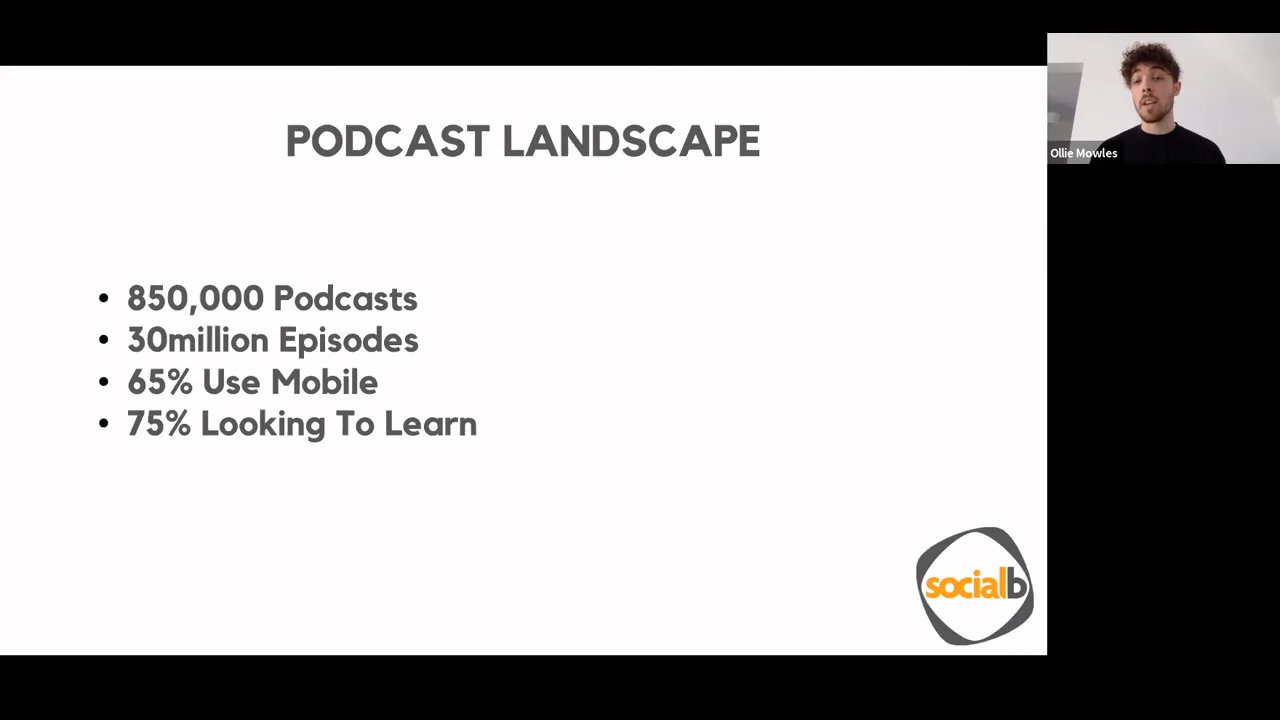 PODCAST LANDSCAPE
Ollie Mowles
• 850,000 Podcasts
• 30million Episodes
• 65% Use Mobile
• 75% Looking To Learn
socialb